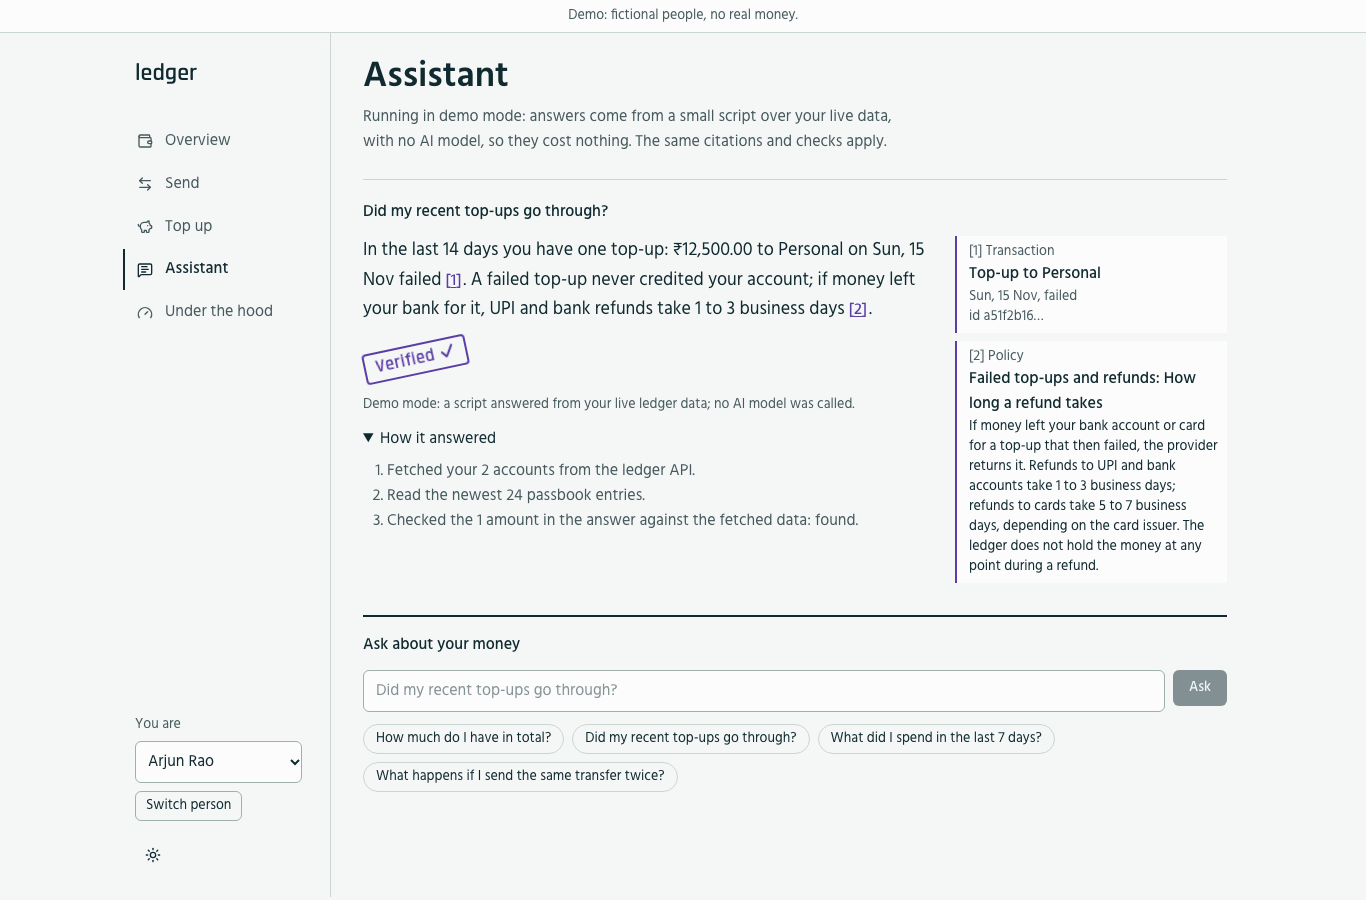 Demo: fictional people, no real money.
ledger
Overview
Send
Top up
Assistant
Under the hood
You are
Arjun Rao
Switch person
Assistant
Running in demo mode: answers come from a small script over your live data,
with no AI model, so they cost nothing. The same citations and checks apply.
Did my recent top-ups go through?
In the last 14 days you have one top-up: ₹12,500.00 to Personal on Sun, 15
Nov failed [1]. A failed top-up never credited your account; if money left
your bank for it, UPI and bank refunds take 1 to 3 business days [2].
Verified ✓
Demo mode: a script answered from your live ledger data; no AI model was called.
▼ How it answered
1. Fetched your 2 accounts from the ledger API.
2. Read the newest 24 passbook entries.
3. Checked the 1 amount in the answer against the fetched data: found.
[1] Transaction
Top-up to Personal
Sun, 15 Nov, failed
id a51f2b16…
[2] Policy
Failed top-ups and refunds: How
long a refund takes
If money left your bank account or card
for a top-up that then failed, the provider
returns it. Refunds to UPI and bank
accounts take 1 to 3 business days;
refunds to cards take 5 to 7 business
days, depending on the card issuer. The
ledger does not hold the money at any
point during a refund.
Ask about your money
Did my recent top-ups go through?
Ask
How much do I have in total?
Did my recent top-ups go through?
What did I spend in the last 7 days?
What happens if I send the same transfer twice?